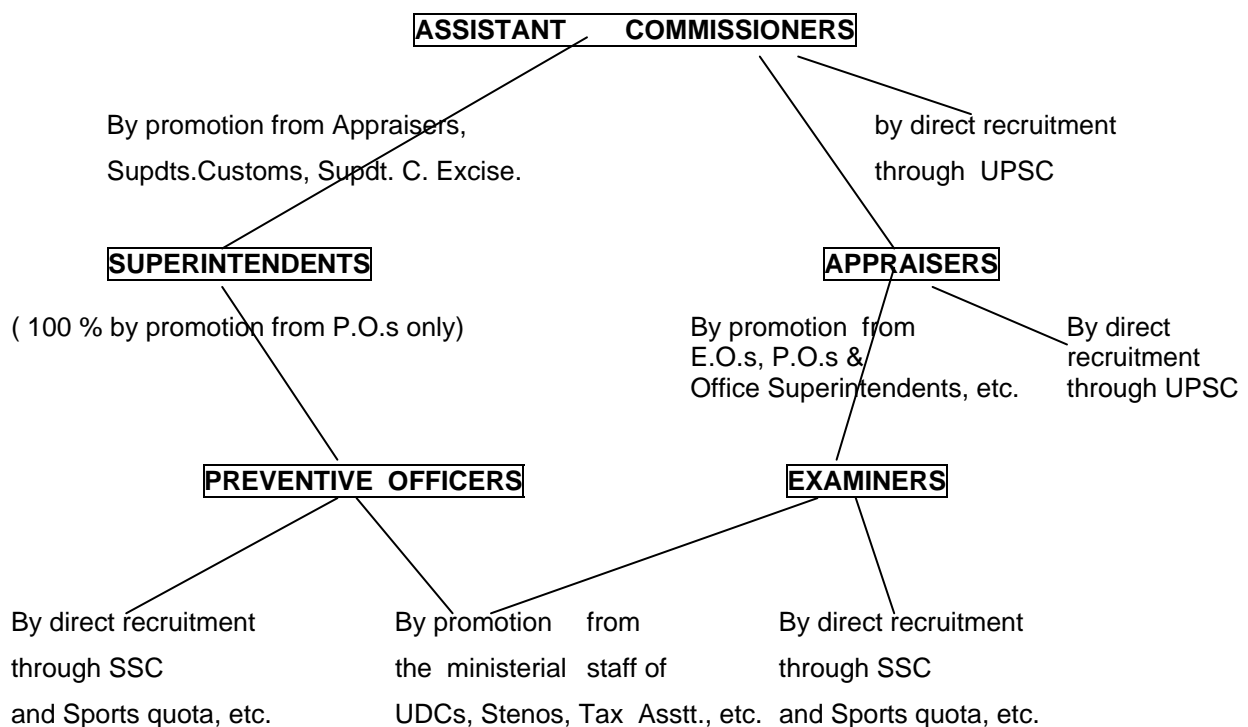 ASSISTANT COMMISSIONERS
By promotion from Appraisers,
Supdts.Customs, Supdt. C. Excise.
by direct recruitment
through UPSC
SUPERINTENDENTS
APPRAISERS
( 100 % by promotion from P.O.s only)
By promotion from
E.O.s, P.O.s &
Office Superintendents, etc.
By direct
recruitment
through UPSC
PREVENTIVE OFFICERS
EXAMINERS
By direct recruitment
through SSC
and Sports quota, etc.
By promotion from
the ministerial staff of
UDCs, Stenos, Tax Asstt., etc.
By direct recruitment
through SSC
and Sports quota, etc.